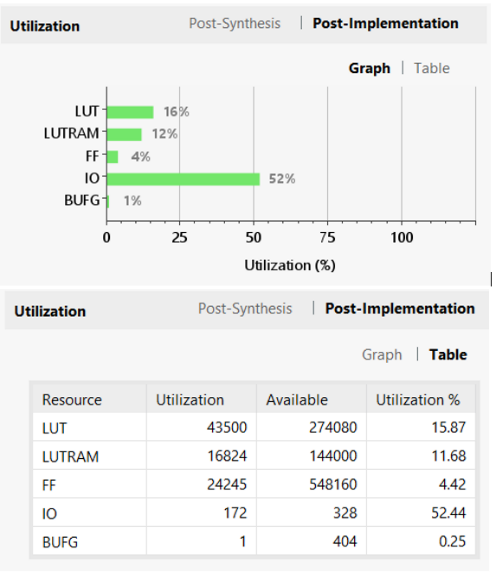 Utilization Post-Synthesis | Post-Implementation
Graph | Table
LUT 16%
LUTRAM 12%
FF 4%
IO 52%
BUFG 1%
0 25 50 75 100
Utilization (%)
Utilization Post-Synthesis | Post-Implementation
Graph | Table
Resource Utilization Available Utilization %
LUT 43500 274080 15.87
LUTRAM 16824 144000 11.68
FF 24245 548160 4.42
IO 172 328 52.44
BUFG 1 404 0.25